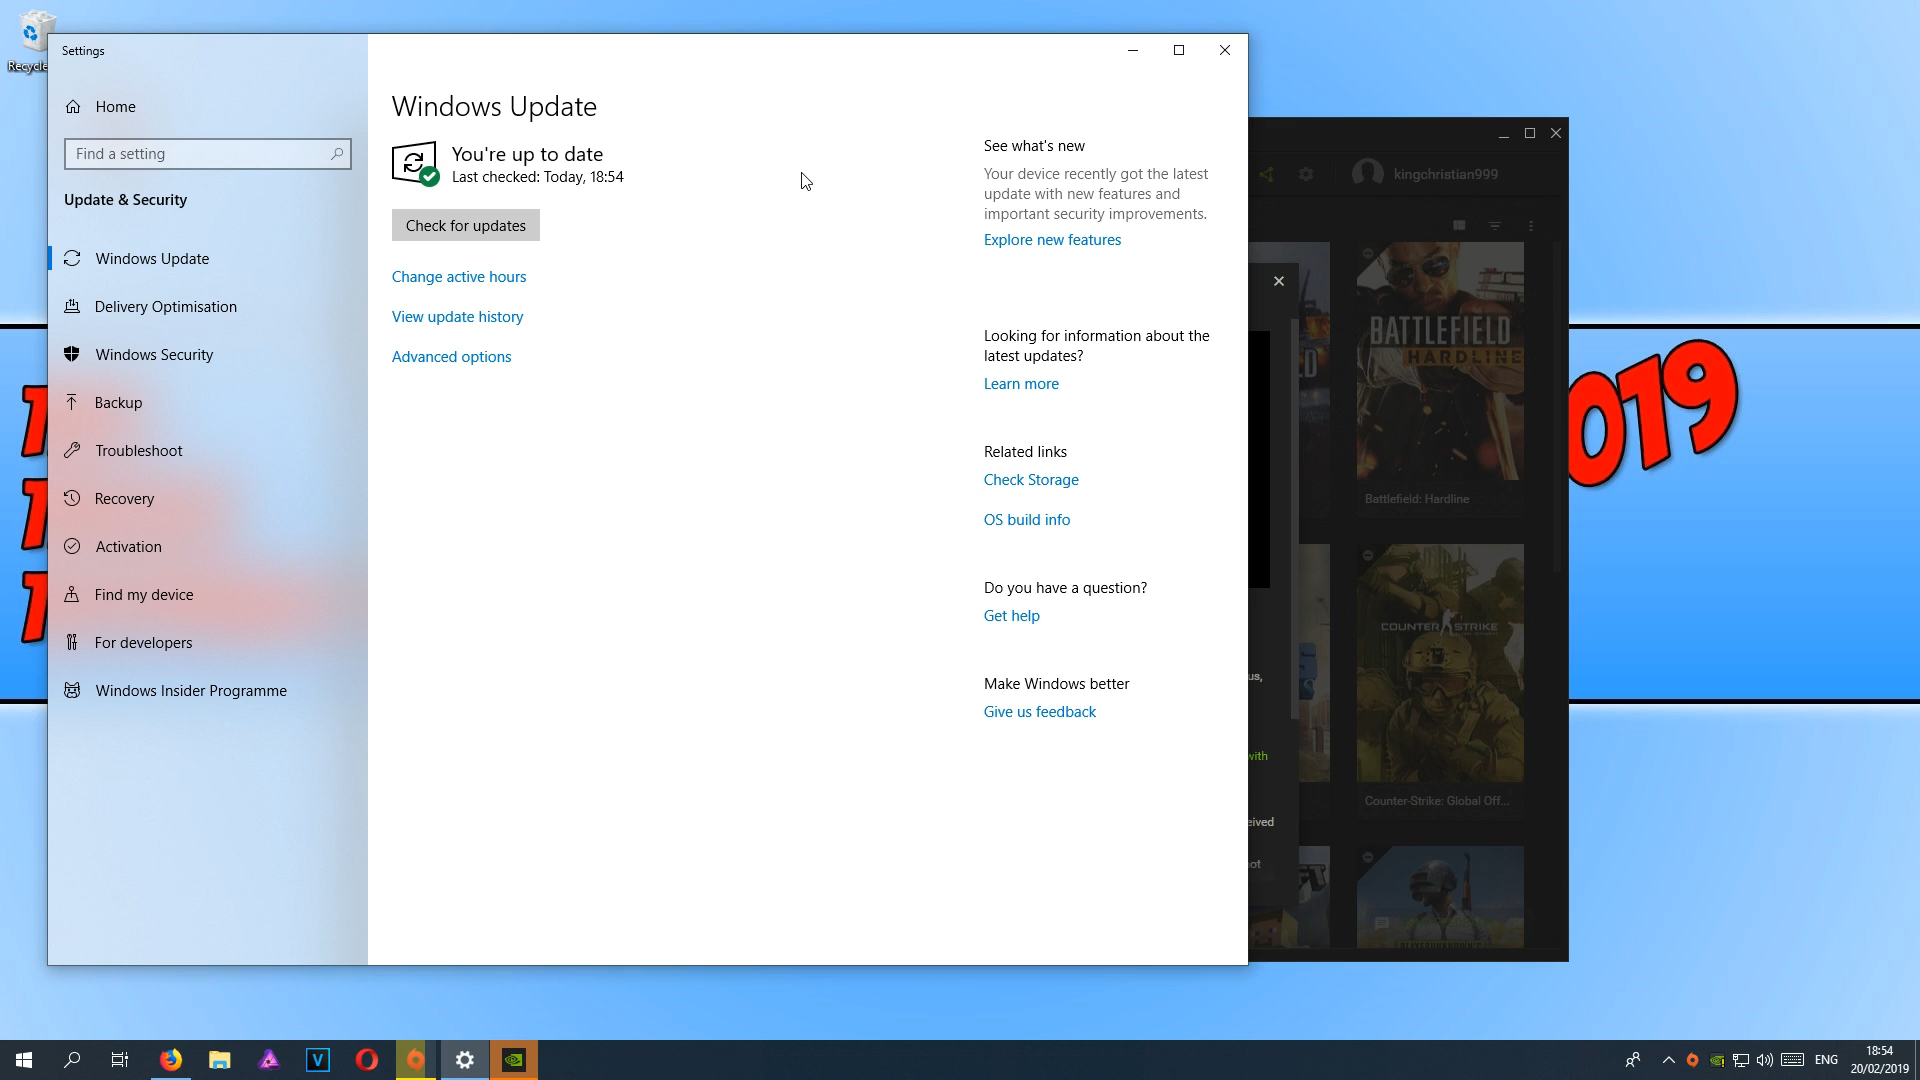 Recycle
Settings
Home
Find a setting
Update & Security
Windows Update
Delivery Optimisation
Windows Security
Backup
Troubleshoot
Recovery
Activation
Find my device
For developers
Windows Insider Programme
Windows Update
You're up to date
Last checked: Today, 18:54
Check for updates
Change active hours
View update history
Advanced options
See what's new
Your device recently got the latest
update with new features and
important security improvements.
Explore new features
Looking for information about the
latest updates?
Learn more
Related links
Check Storage
OS build info
Do you have a question?
Get help
Make Windows better
Give us feedback
kingchristian999
BATTLEFIELD
HARDLINE
Battlefield: Hardline
COUNTER STRIKE
Counter-Strike: Global Off...
us,
with
eived
ot
019
V
ENG
18:54
20/02/2019